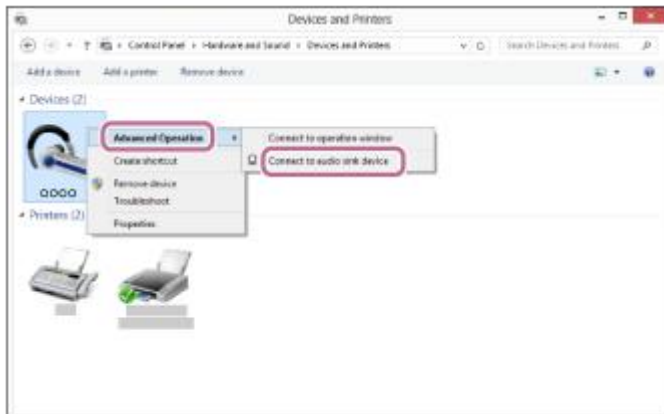 Devices and Printers
Control Panel › Hardware and Sound › Devices and Printers
Search Devices and Printers
Add a device Add a printer Remove device
Devices (2)
Advanced Operation
Connect to operation window
Create shortcut
Connect to audio sink device
Remove device
Troubleshoot
Properties
OOOO
Printers (2)